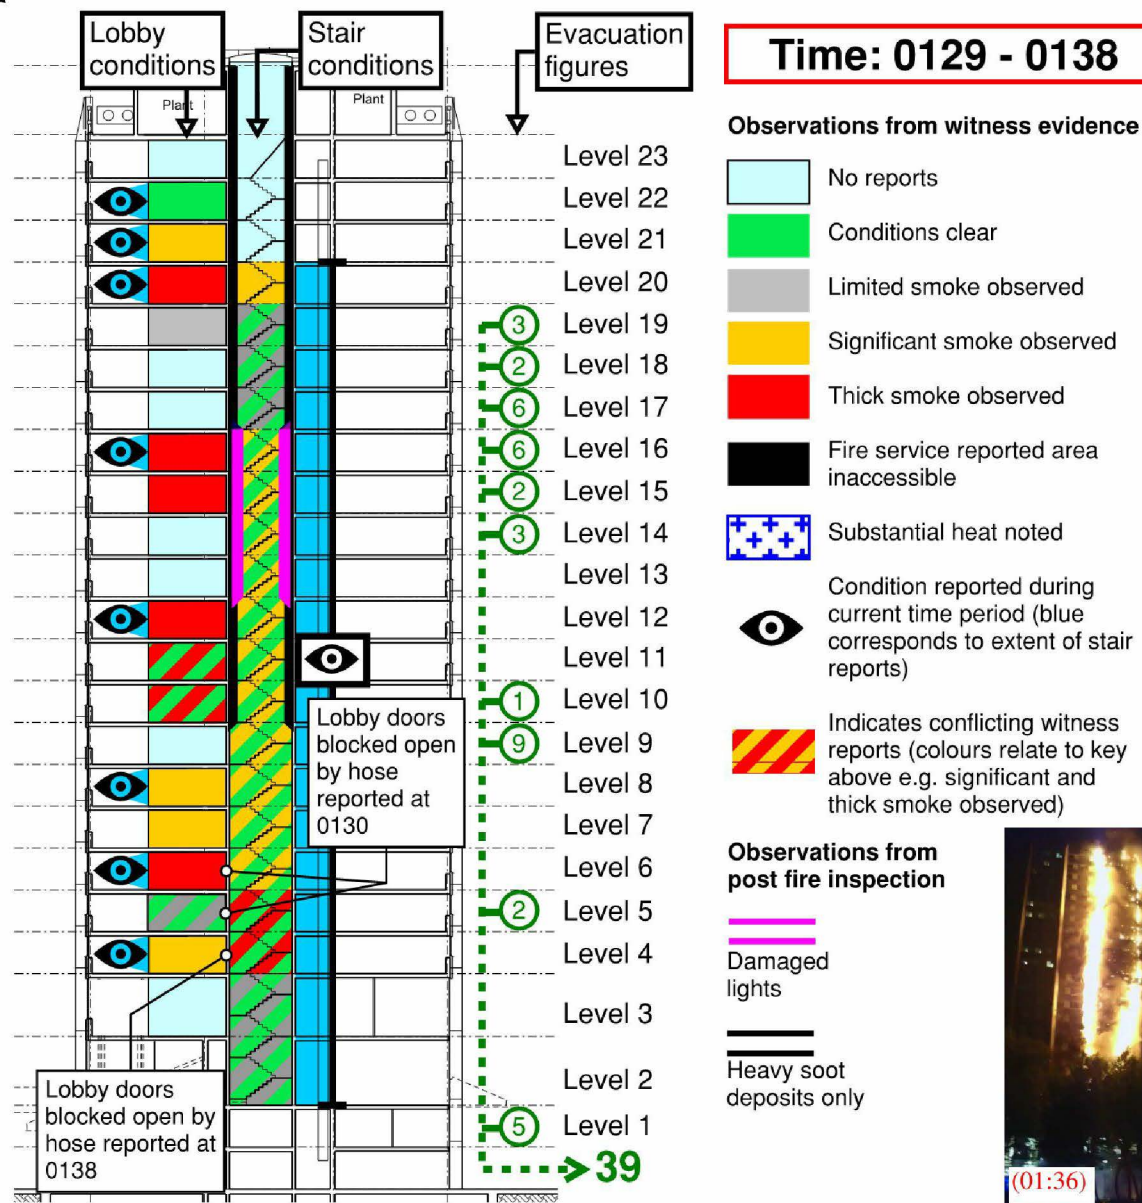 Lobby
conditions
Stair
conditions
Evacuation
figures
Time: 0129 - 0138
Plant
Plant
Level 23
Level 22
Level 21
Level 20
3 Level 19
2 Level 18
6 Level 17
6 Level 16
2 Level 15
3 Level 14
Level 13
Level 12
Level 11
1 Level 10
9 Level 9
Level 8
Level 7
Level 6
2 Level 5
Level 4
Level 3
Level 2
5 Level 1
39
Lobby doors
blocked open
by hose
reported at
0130
Lobby doors
blocked open by
hose reported at
0138
Observations from witness evidence
No reports
Conditions clear
Limited smoke observed
Significant smoke observed
Thick smoke observed
Fire service reported area
inaccessible
Substantial heat noted
Condition reported during
current time period (blue
corresponds to extent of stair
reports)
Indicates conflicting witness
reports (colours relate to key
above e.g. significant and
thick smoke observed)
Observations from
post fire inspection
Damaged
lights
Heavy soot
deposits only
(01:36)